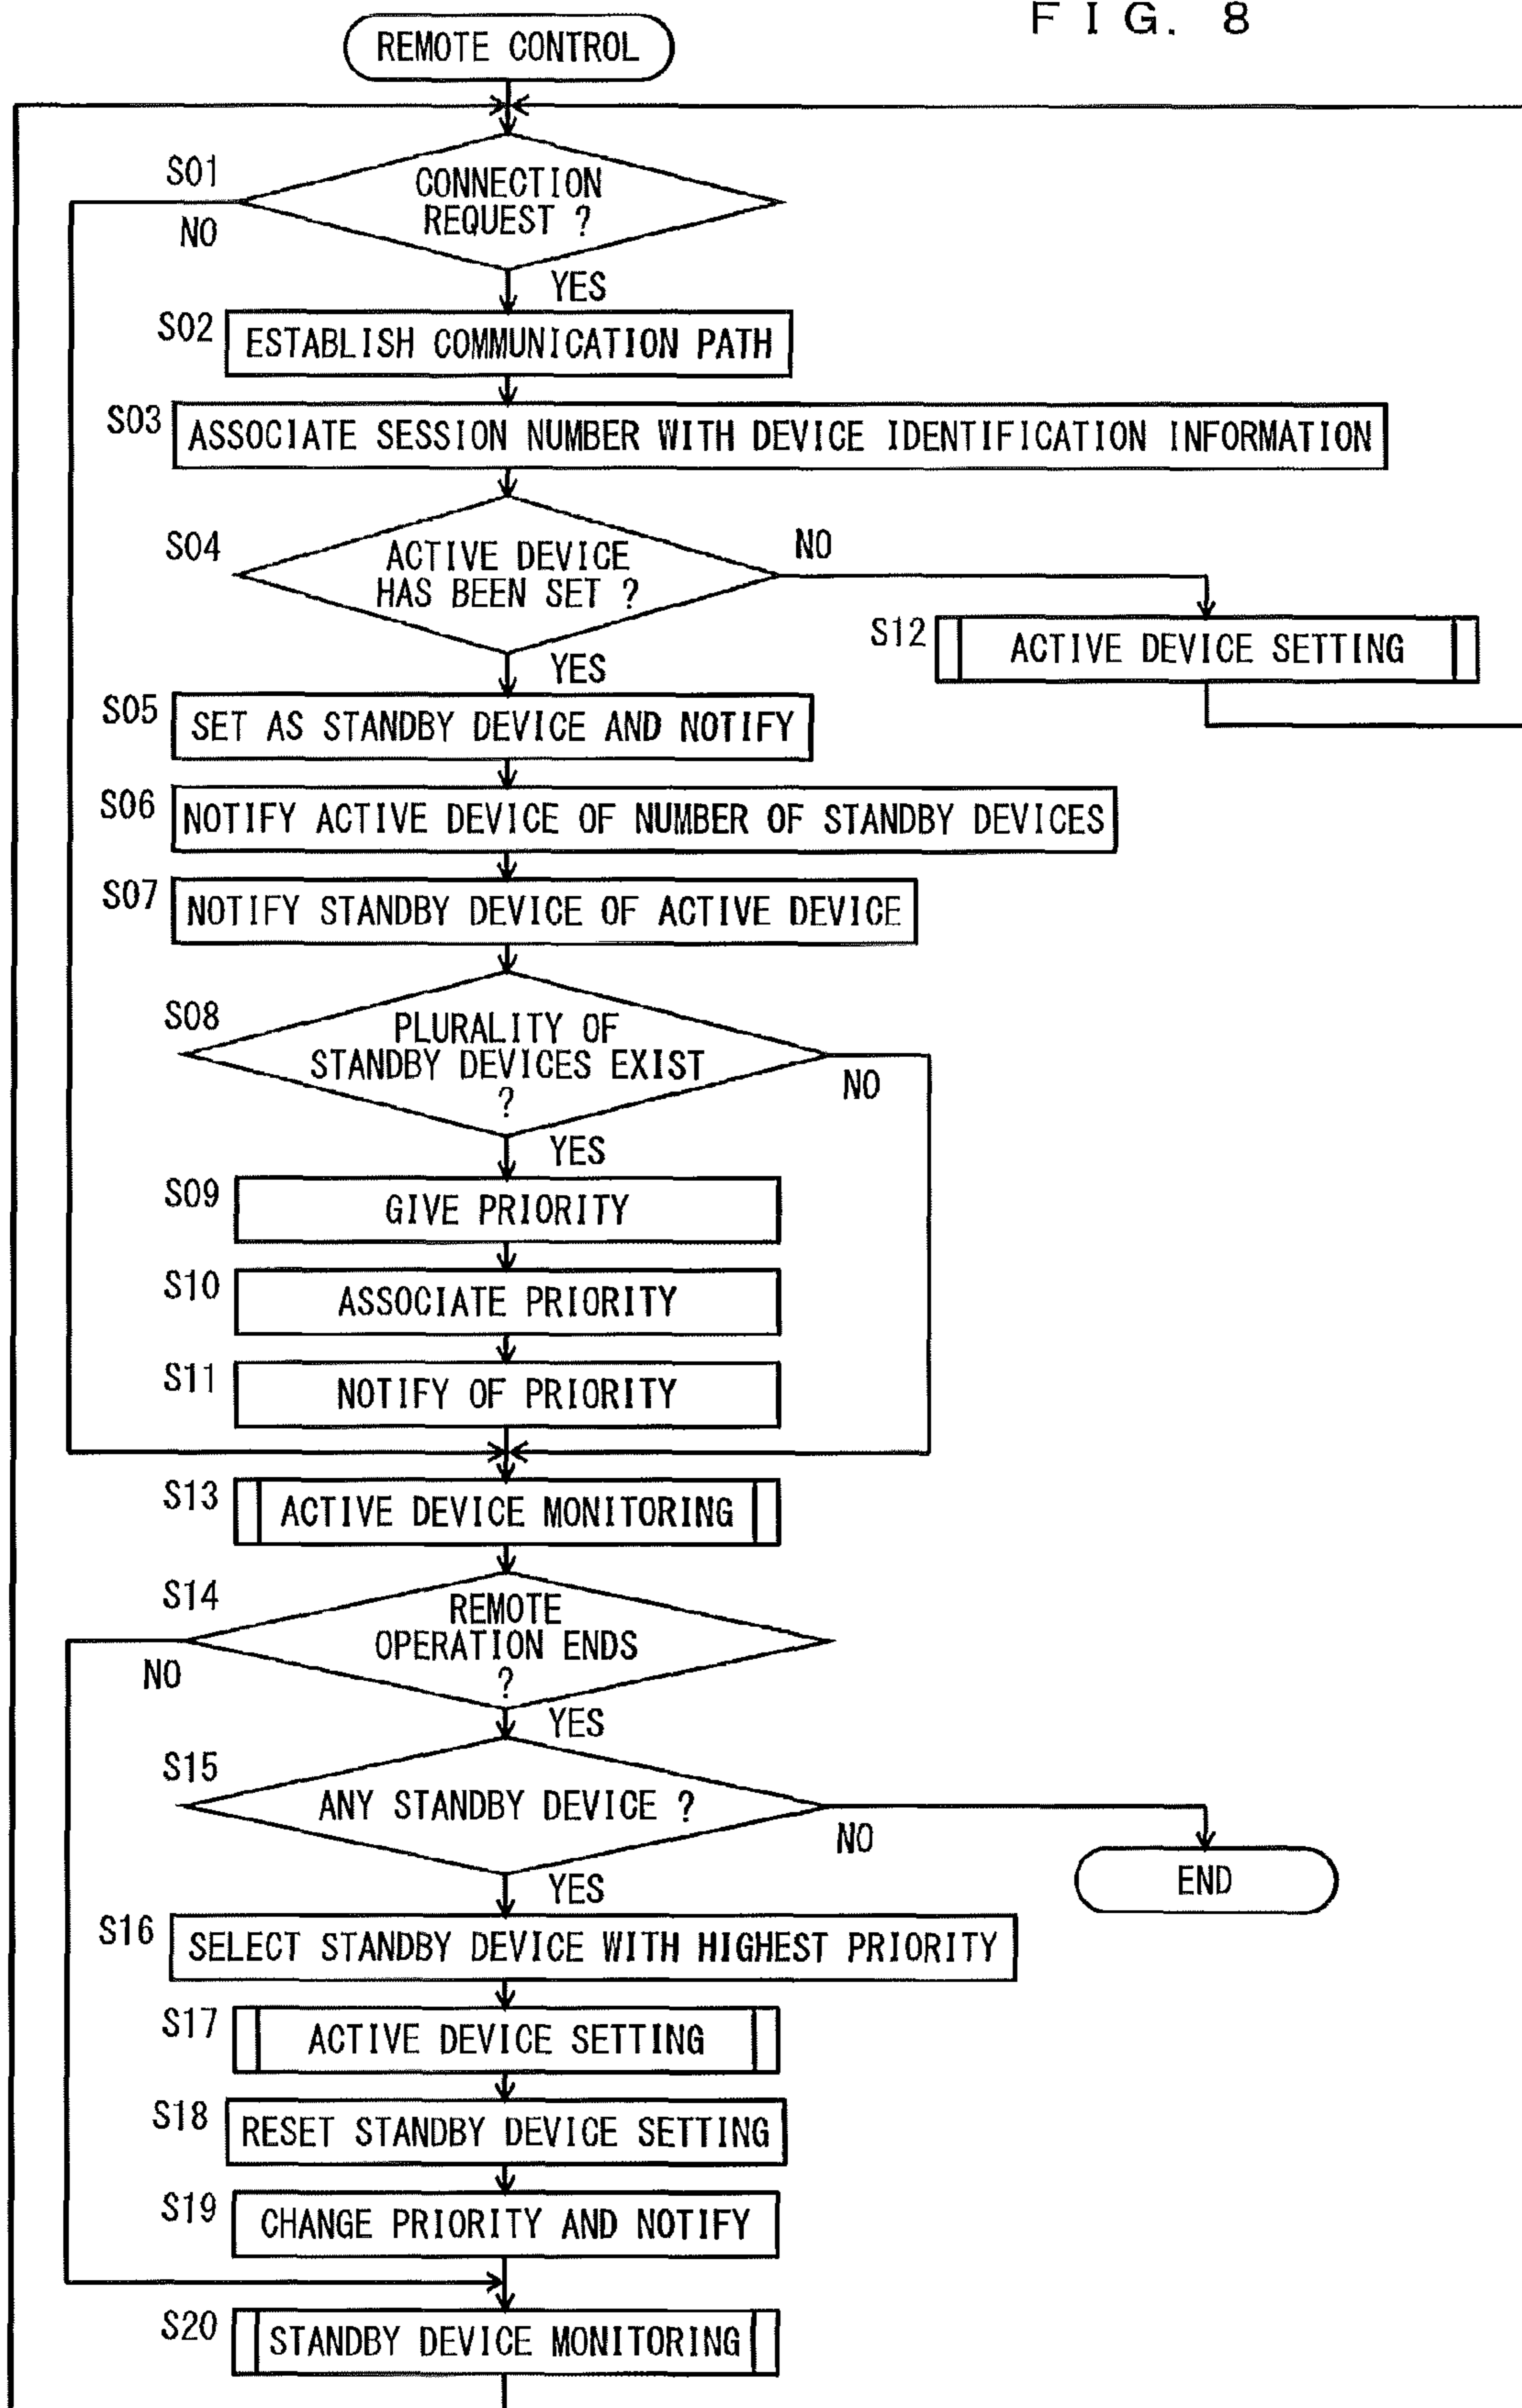 FIG. 8
REMOTE CONTROL
S01
CONNECTION
REQUEST ?
NO
YES
S02
ESTABLISH COMMUNICATION PATH
S03
ASSOCIATE SESSION NUMBER WITH DEVICE IDENTIFICATION INFORMATION
S04
ACTIVE DEVICE
HAS BEEN SET ?
NO
YES
S12
ACTIVE DEVICE SETTING
S05
SET AS STANDBY DEVICE AND NOTIFY
S06
NOTIFY ACTIVE DEVICE OF NUMBER OF STANDBY DEVICES
S07
NOTIFY STANDBY DEVICE OF ACTIVE DEVICE
S08
PLURALITY OF
STANDBY DEVICES EXIST
?
NO
YES
S09
GIVE PRIORITY
S10
ASSOCIATE PRIORITY
S11
NOTIFY OF PRIORITY
S13
ACTIVE DEVICE MONITORING
S14
REMOTE
OPERATION ENDS
?
NO
YES
S15
ANY STANDBY DEVICE ?
NO
YES
END
S16
SELECT STANDBY DEVICE WITH HIGHEST PRIORITY
S17
ACTIVE DEVICE SETTING
S18
RESET STANDBY DEVICE SETTING
S19
CHANGE PRIORITY AND NOTIFY
S20
STANDBY DEVICE MONITORING